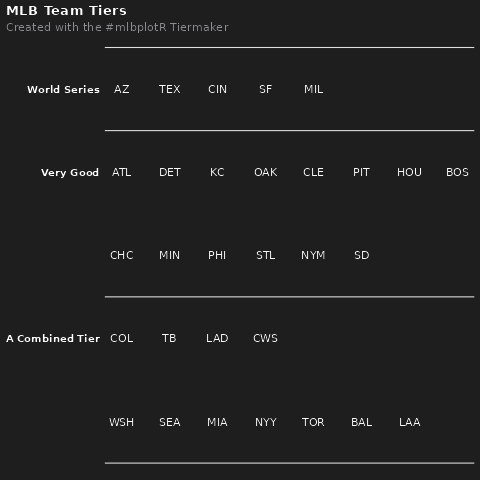 MLB Team Tiers
Created with the #mlbplotR Tiermaker
World Series AZ TEX CIN SF MIL
Very Good ATL DET KC OAK CLE PIT HOU BOS
CHC MIN PHI STL NYM SD
A Combined Tier COL TB LAD CWS
WSH SEA MIA NYY TOR BAL LAA